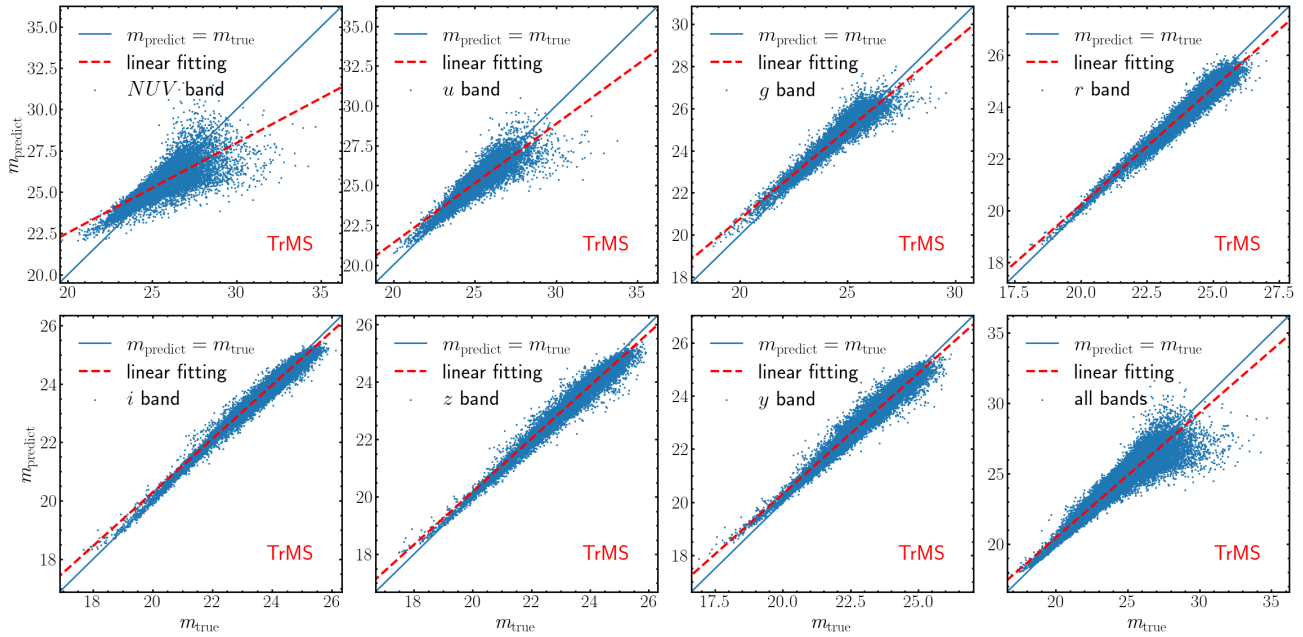 36.0
32.5
30.0
27.5
25.0
22.5
20.0
m_predict
m_predict = m_true
linear fitting
NUV band
TrMS
20
25
30
35
35.0
32.5
30.0
27.5
25.0
22.5
20.0
m_predict = m_true
linear fitting
u band
TrMS
20
25
30
35
30
28
26
24
22
20
18
m_predict = m_true
linear fitting
g band
TrMS
20
25
30
26
24
22
20
18
m_predict = m_true
linear fitting
r band
TrMS
17.5
20.0
22.5
25.0
27.5
26
24
22
20
18
m_predict
m_predict = m_true
linear fitting
i band
TrMS
18
20
22
24
26
m_true
26
24
22
20
18
m_predict = m_true
linear fitting
z band
TrMS
18
20
22
24
26
m_true
26
24
22
20
18
m_predict = m_true
linear fitting
y band
TrMS
17.5
20.0
22.5
25.0
m_true
35
30
25
20
m_predict = m_true
linear fitting
all bands
TrMS
20
25
30
35
m_true